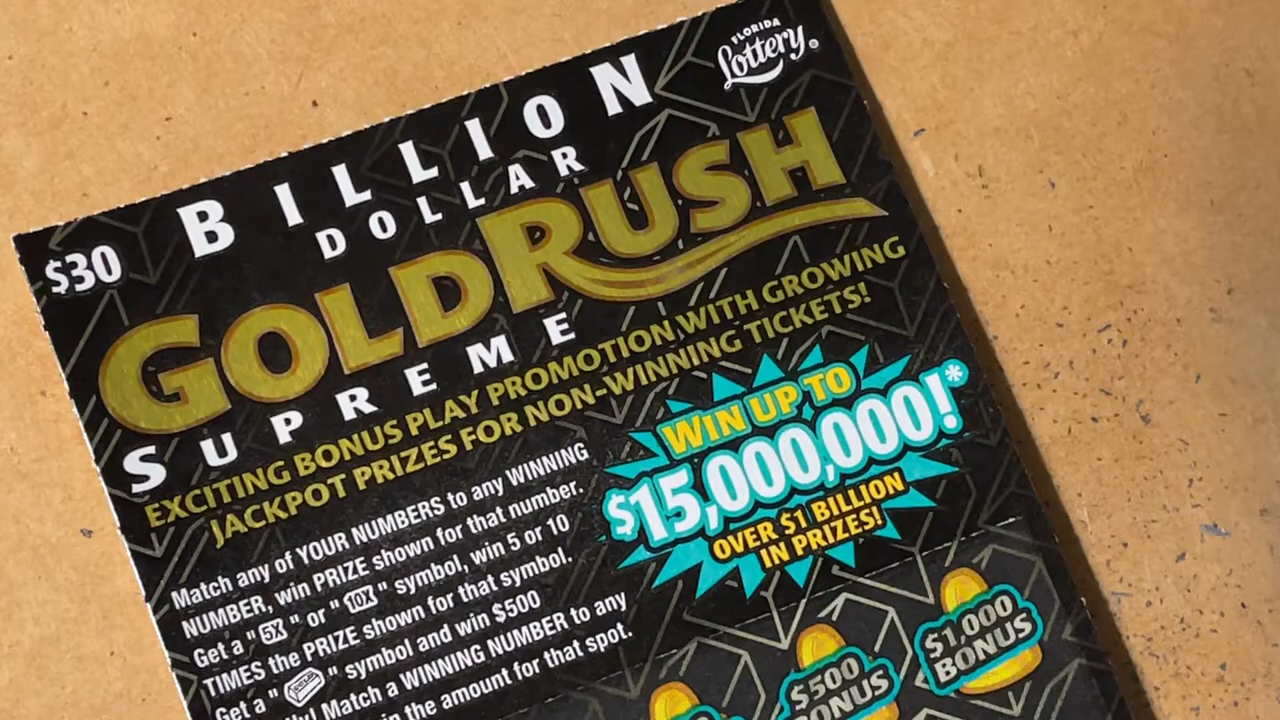 FLORIDA
Lottery
$30
BILLION
DOLLAR
GOLD RUSH
SUPREME
EXCITING BONUS PLAY PROMOTION WITH GROWING
JACKPOT PRIZES FOR NON-WINNING TICKETS!
WIN UP TO
$15,000,000!*
OVER $1 BILLION
IN PRIZES!
Match any of YOUR NUMBERS to any WINNING
NUMBER, win PRIZE shown for that number.
Get a "5X" or "10X" symbol, win 5 or 10
TIMES the PRIZE shown for that symbol.
Get a " " symbol and win $500
Match a WINNING NUMBER to any
the amount for that spot.
$500
BONUS
$1,000
BONUS